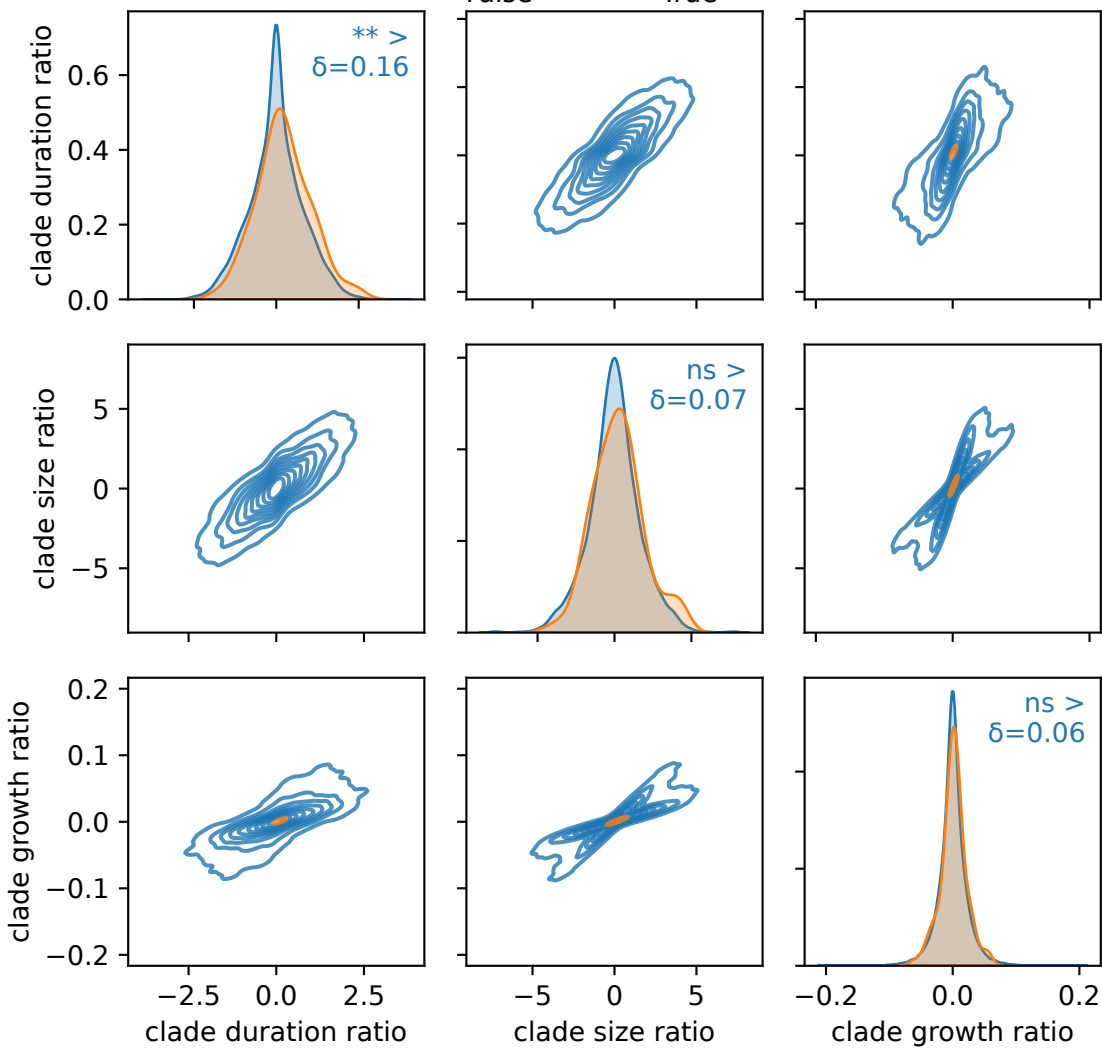 False True
** >
δ=0.16
clade duration ratio
0.6
0.4
0.2
0.0
ns >
δ=0.07
clade size ratio
5
0
−5
ns >
δ=0.06
clade growth ratio
0.2
0.1
0.0
−0.1
−0.2
−2.5 0.0 2.5
−5 0 5
−0.2 0.0 0.2
clade duration ratio
clade size ratio
clade growth ratio